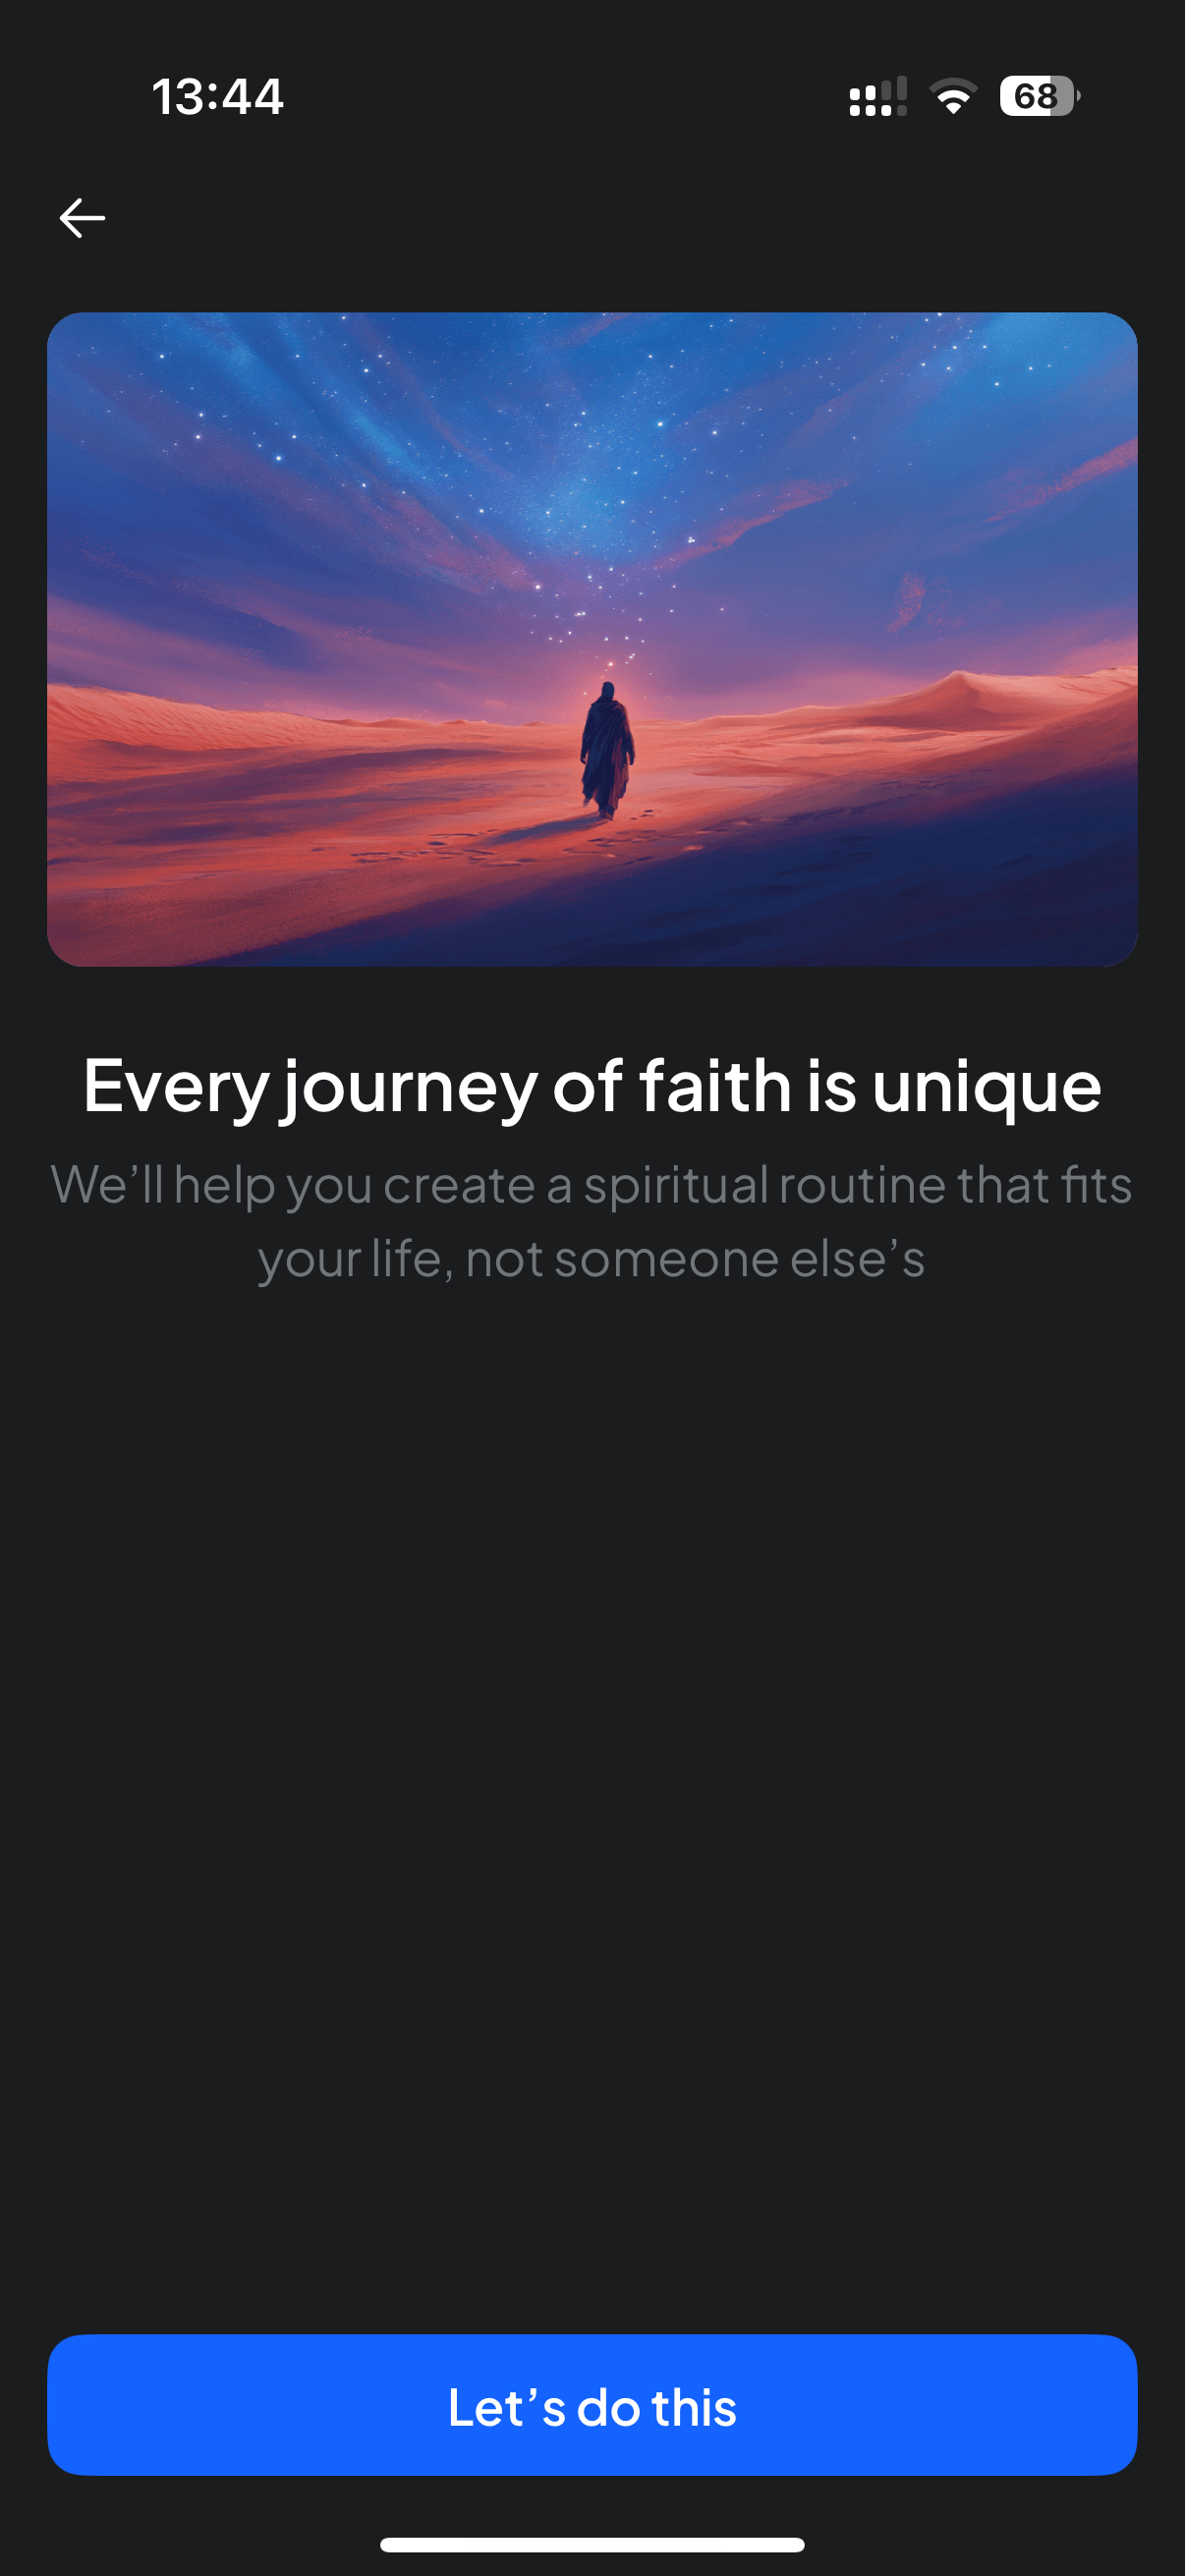 13:44
68
Every journey of faith is unique
We’ll help you create a spiritual routine that fits
your life, not someone else’s
Let’s do this